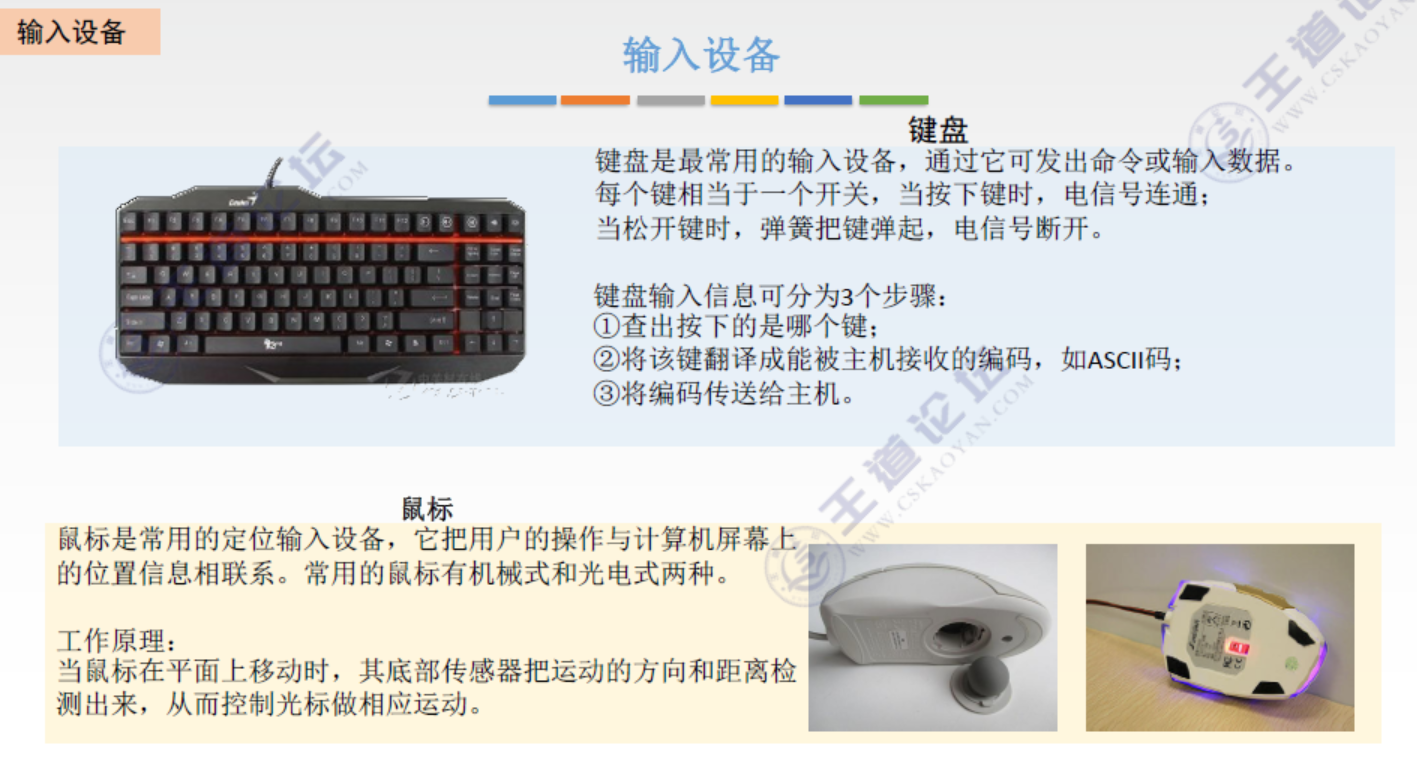 输入设备
输入设备
键盘
键盘是最常用的输入设备，通过它可发出命令或输入数据。
每个键相当于一个开关，当按下键时，电信号连通；
当松开键时，弹簧把键弹起，电信号断开。
键盘输入信息可分为3个步骤：
①查出按下的是哪个键；
②将该键翻译成能被主机接收的编码，如ASCII码；
③将编码传送给主机。
鼠标
鼠标是常用的定位输入设备，它把用户的操作与计算机屏幕上
的位置信息相联系。常用的鼠标有机械式和光电式两种。
工作原理：
当鼠标在平面上移动时，其底部传感器把运动的方向和距离检
测出来，从而控制光标做相应运动。
王道论坛
WWW.CSKAOYAN.COM